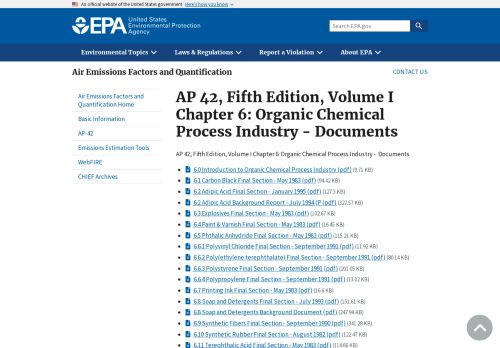 An official website of the United States government Here's how you know
EPA United States Environmental Protection Agency
Search EPA.gov
Environmental Topics Laws & Regulations Report a Violation About EPA
Air Emissions Factors and Quantification
CONTACT US
Air Emissions Factors and Quantification Home
Basic Information
AP-42
Emissions Estimation Tools
WebFIRE
CHIEF Archives
AP 42, Fifth Edition, Volume I
Chapter 6: Organic Chemical
Process Industry - Documents
AP 42, Fifth Edition, Volume I Chapter 6: Organic Chemical Process Industry - Documents
6.0 Introduction to Organic Chemical Process Industry (pdf) (9.71 KB)
6.1 Carbon Black Final Section - May 1983 (pdf) (94.42 KB)
6.2 Adipic Acid Final Section - January 1995 (pdf) (127.3 KB)
6.2 Adipic Acid Background Report - July 1994 (P (pdf) (327.57 KB)
6.3 Explosives Final Section - May 1983 (pdf) (102.67 KB)
6.4 Paint & Varnish Final Section - May 1983 (pdf) (16.45 KB)
6.5 Phthalic Anhydride Final Section - May 1983 (pdf) (115.21 KB)
6.6.1 Polyvinyl Chloride Final Section - September 1991 (pdf) (11.92 KB)
6.6.2 Poly(ethylene terephthalate) Final Section - September 1991 (pdf) (80.14 KB)
6.6.3 Polystyrene Final Section - September 1991 (pdf) (201.05 KB)
6.6.4 Polypropylene Final Section - September 1991 (pdf) (13.02 KB)
6.7 Printing Ink Final Section - May 1983 (pdf) (16.6 KB)
6.8 Soap and Detergents Final Section - July 1993 (pdf) (151.61 KB)
6.8 Soap and Detergents Background Document (pdf) (247.94 KB)
6.9 Synthetic Fibers Final Section - September 1990 (pdf) (341.28 KB)
6.10 Synthetic Rubber Final Section - August 1982 (pdf) (122.47 KB)
6.11 Terephthalic Acid Final Section - May 1983 (pdf) (114.66 KB)